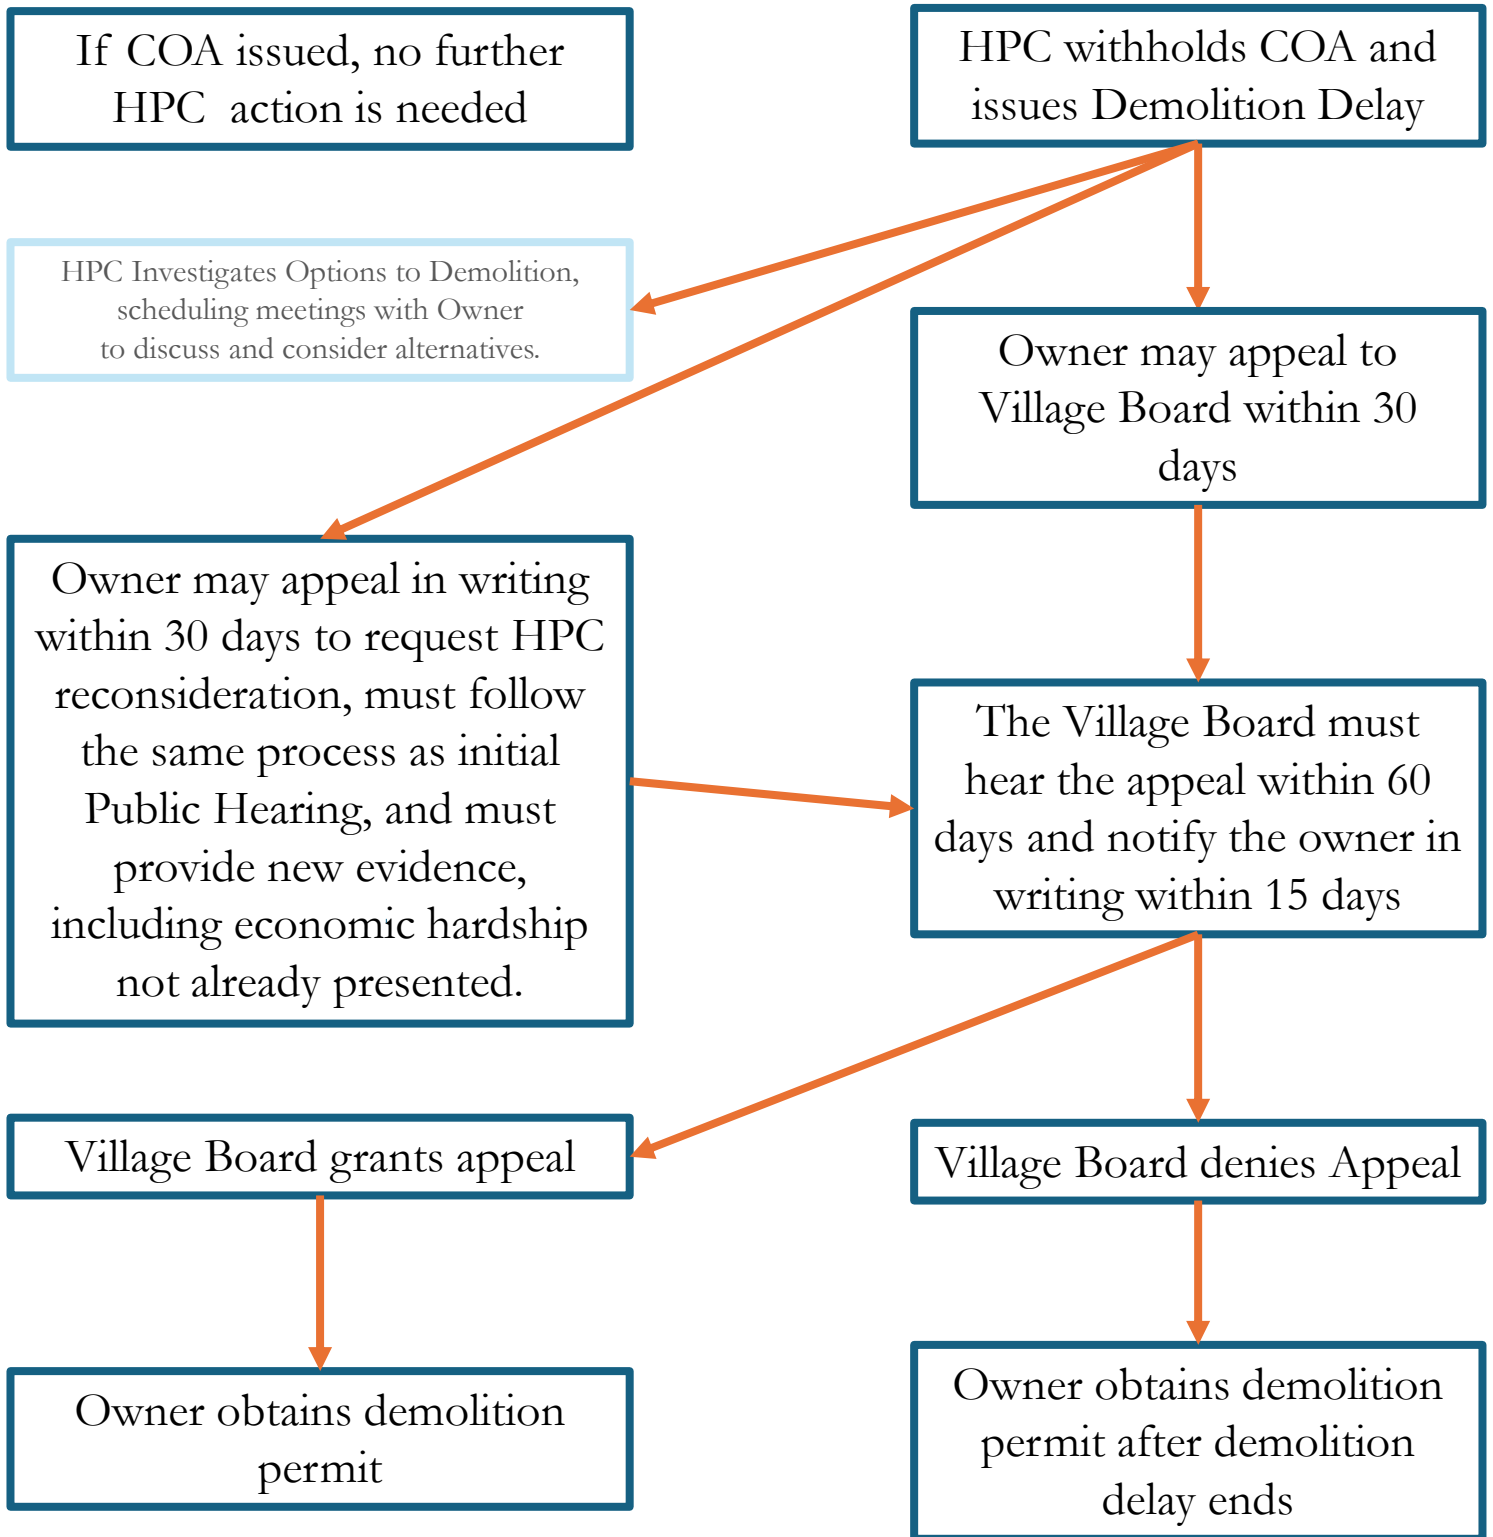 If COA issued, no further
HPC action is needed
HPC withholds COA and
issues Demolition Delay
HPC Investigates Options to Demolition,
scheduling meetings with Owner
to discuss and consider alternatives.
Owner may appeal to
Village Board within 30
days
Owner may appeal in writing
within 30 days to request HPC
reconsideration, must follow
the same process as initial
Public Hearing, and must
provide new evidence,
including economic hardship
not already presented.
The Village Board must
hear the appeal within 60
days and notify the owner in
writing within 15 days
Village Board grants appeal
Village Board denies Appeal
Owner obtains demolition
permit
Owner obtains demolition
permit after demolition
delay ends